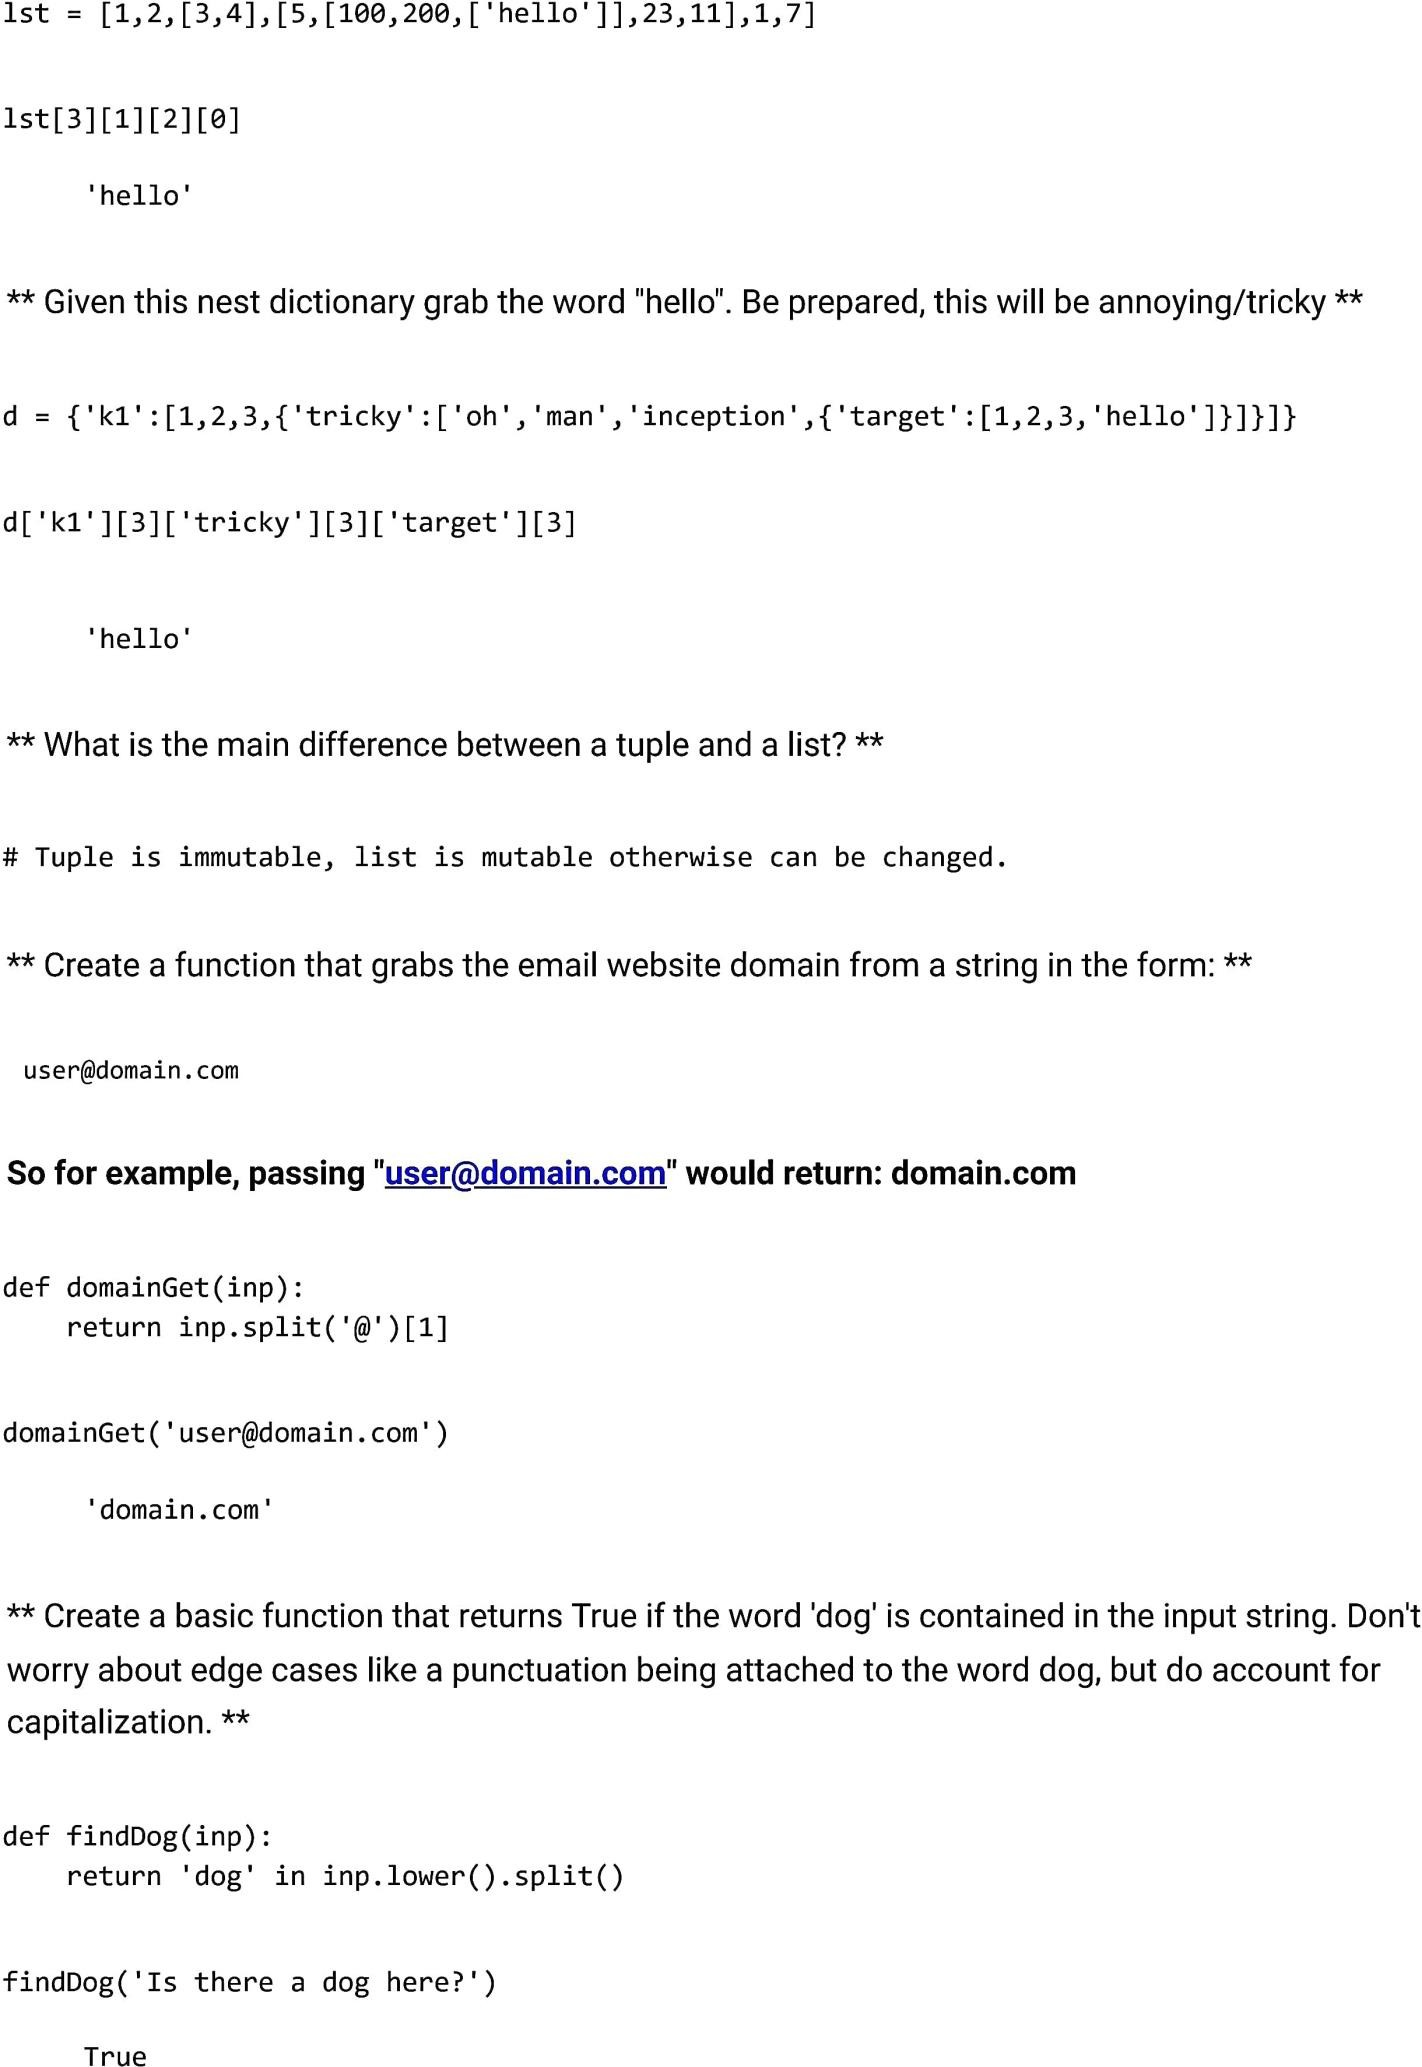 lst = [1,2,[3,4],[5,[100,200,['hello']],23,11],1,7]
lst[3][1][2][0]
'hello'
** Given this nest dictionary grab the word "hello". Be prepared, this will be annoying/tricky **
d = {'k1':[1,2,3,{'tricky':['oh','man','inception',{'target':[1,2,3,'hello']}]}]}
d['k1'][3]['tricky'][3]['target'][3]
'hello'
** What is the main difference between a tuple and a list? **
# Tuple is immutable, list is mutable otherwise can be changed.
** Create a function that grabs the email website domain from a string in the form: **
user@domain.com
So for example, passing "user@domain.com" would return: domain.com
def domainGet(inp):
    return inp.split('@')[1]
domainGet('user@domain.com')
'domain.com'
** Create a basic function that returns True if the word 'dog' is contained in the input string. Don't
worry about edge cases like a punctuation being attached to the word dog, but do account for
capitalization. **
def findDog(inp):
    return 'dog' in inp.lower().split()
findDog('Is there a dog here?')
True